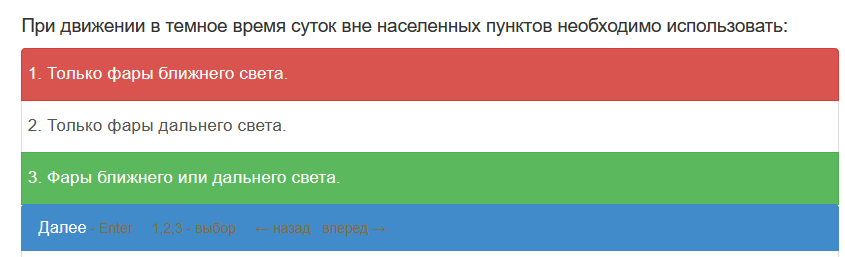 При движении в темное время суток вне населенных пунктов необходимо использовать:
1. Только фары ближнего света.
2. Только фары дальнего света.
3. Фары ближнего или дальнего света.
Далее - Enter 1,2,3 - выбор ← назад вперед →